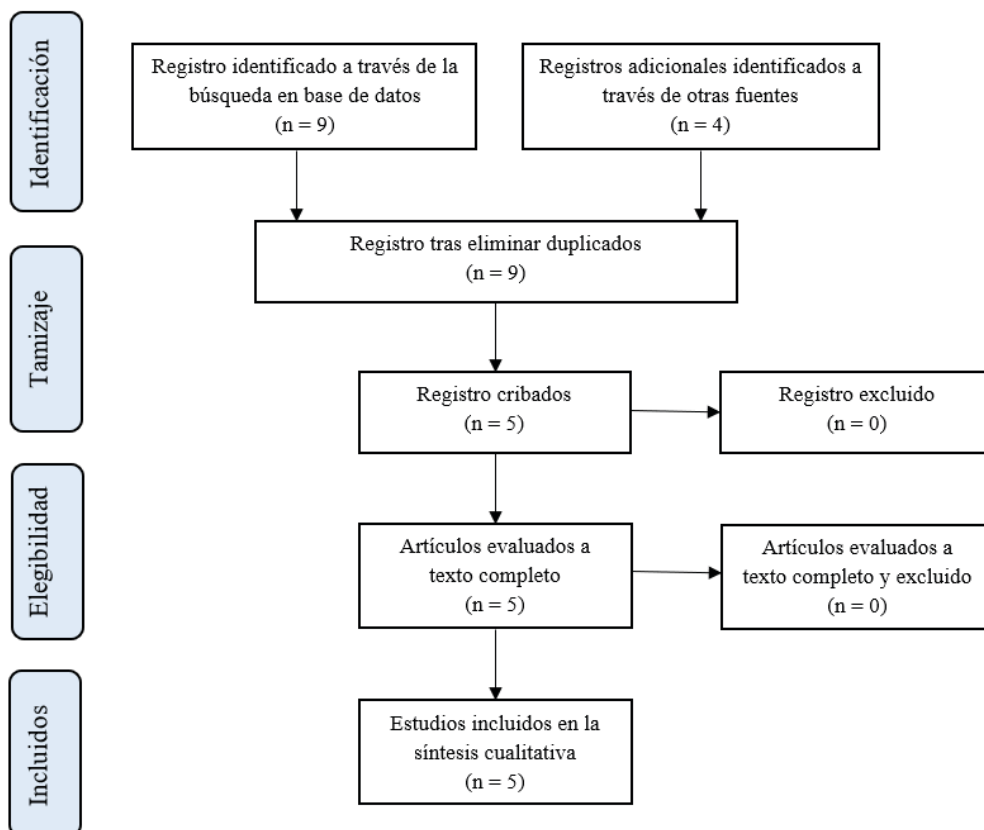 Identificación
Registro identificado a través de la
búsqueda en base de datos
(n = 9)
Registros adicionales identificados a
través de otras fuentes
(n = 4)
Tamizaje
Registro tras eliminar duplicados
(n = 9)
Registro cribados
(n = 5)
Registro excluido
(n = 0)
Elegibilidad
Artículos evaluados a
texto completo
(n = 5)
Artículos evaluados a
texto completo y excluido
(n = 0)
Incluidos
Estudios incluidos en la
síntesis cualitativa
(n = 5)